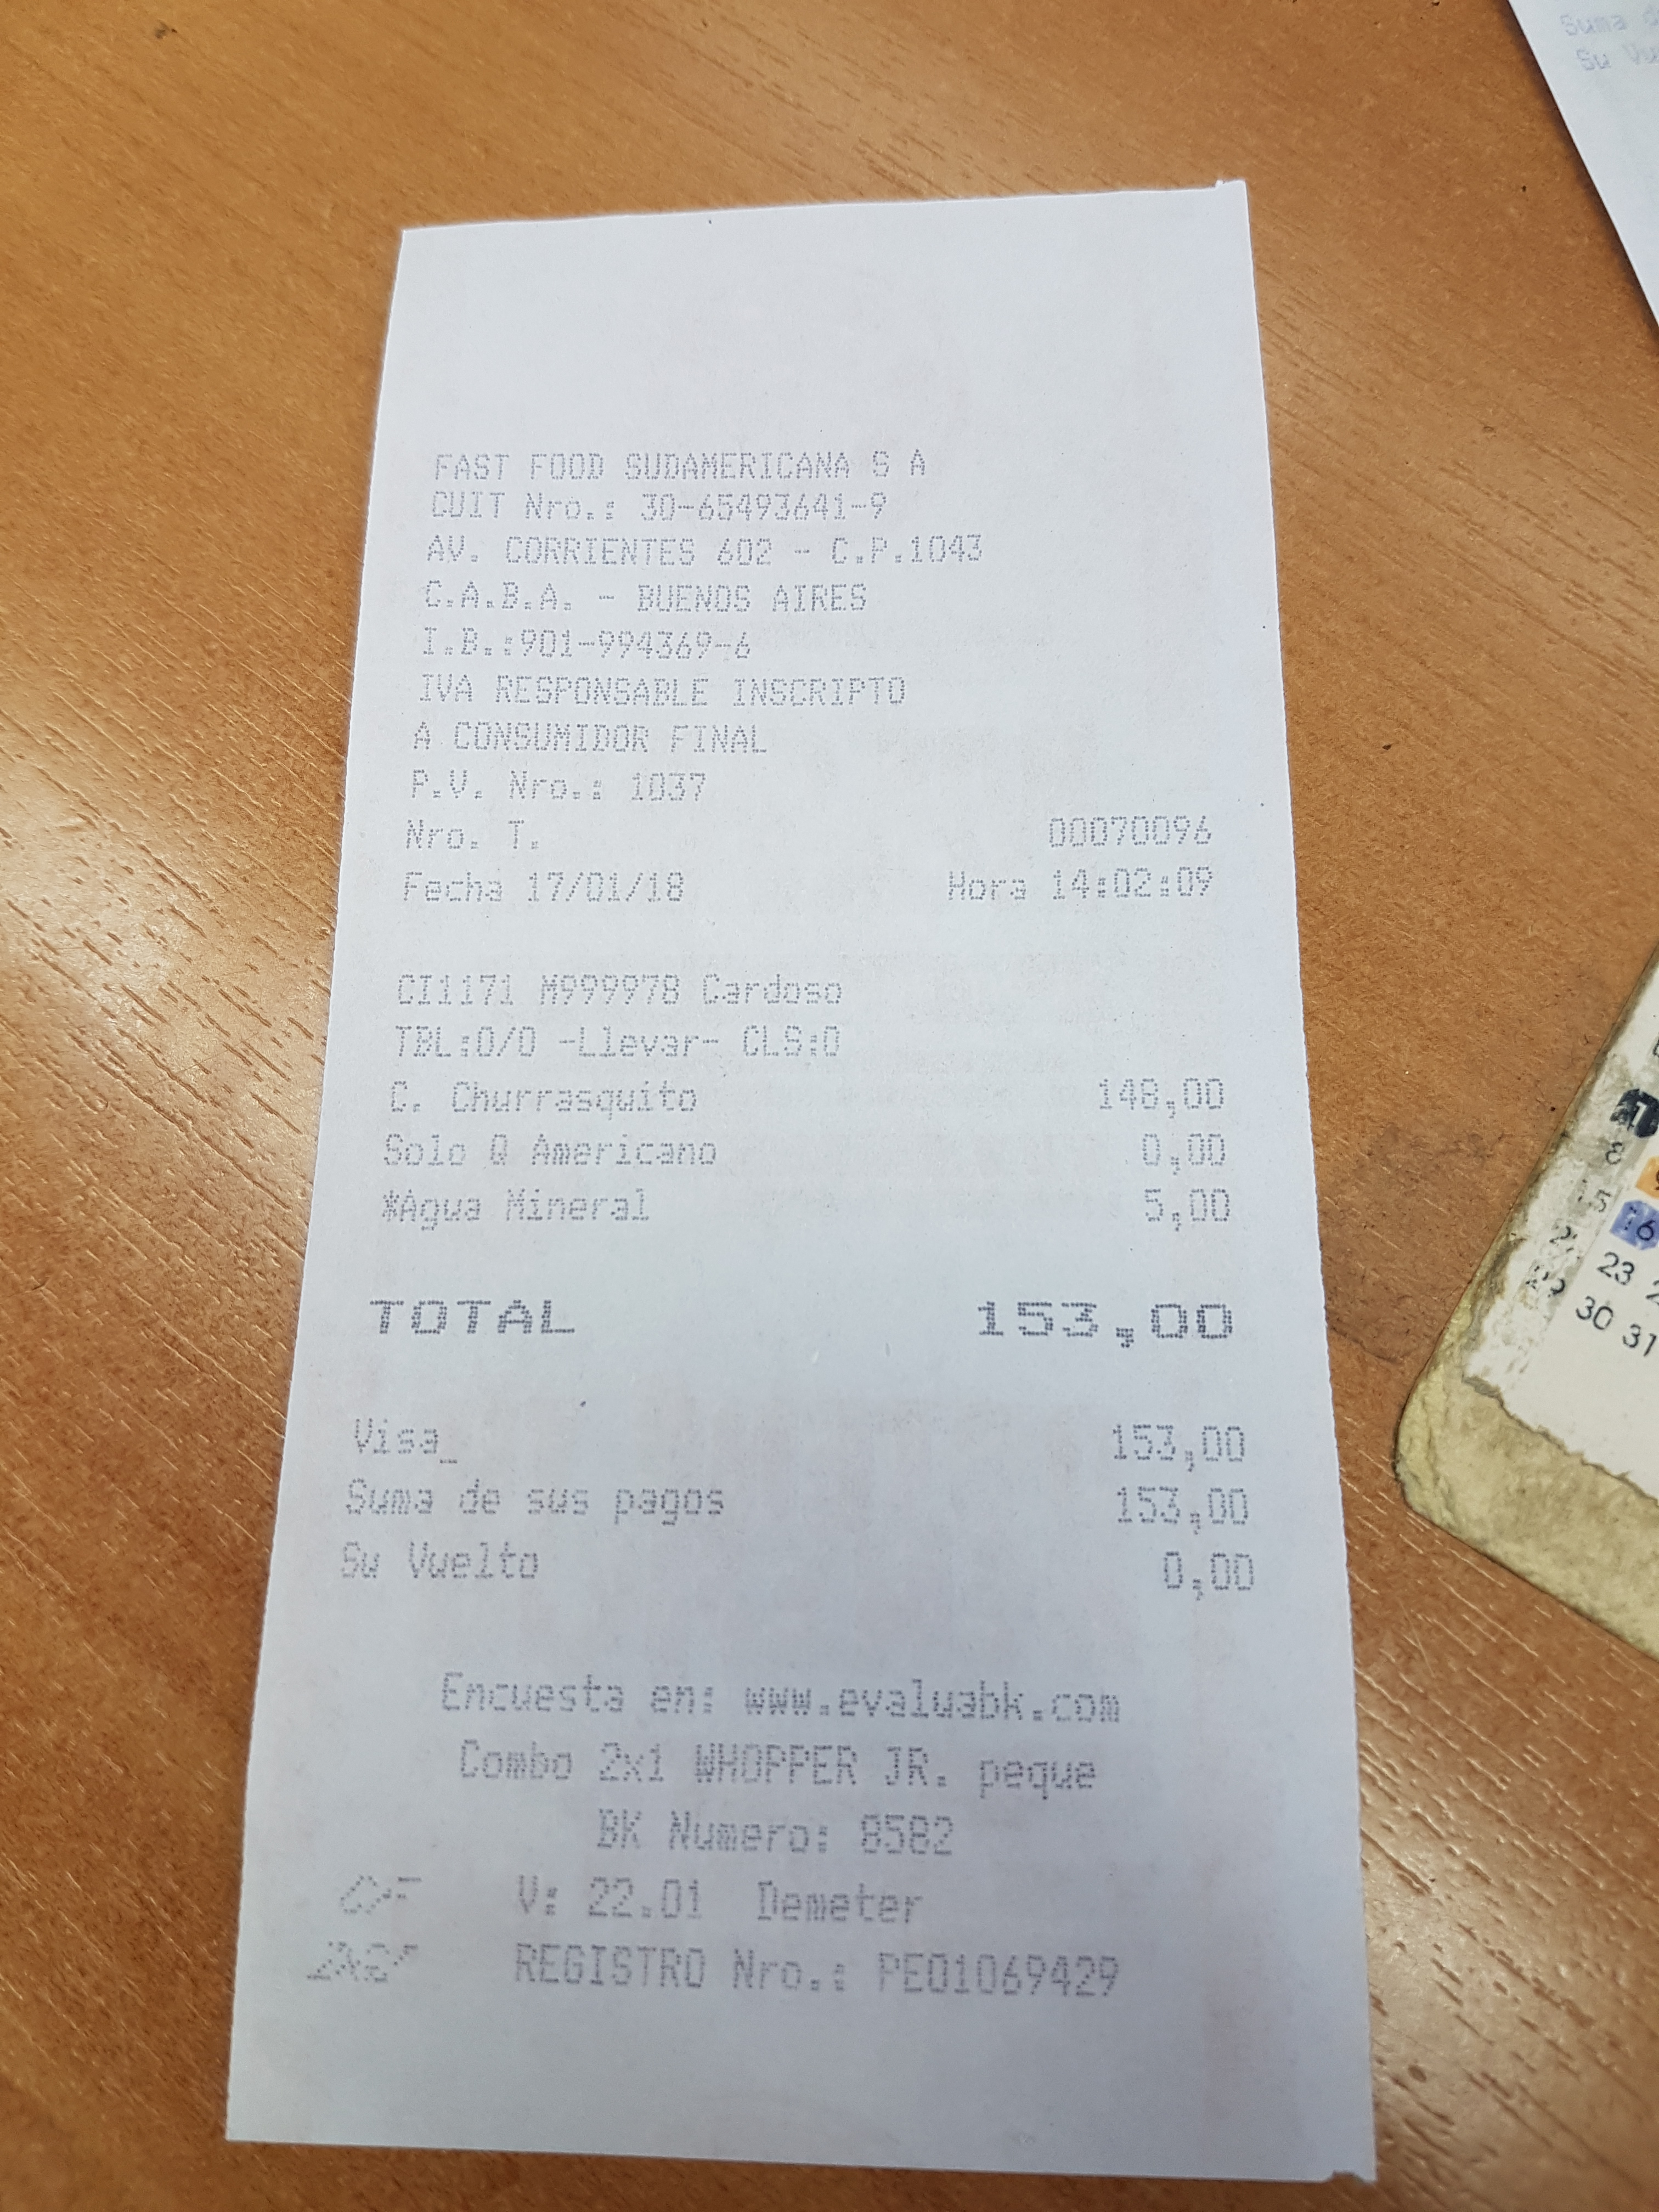 FAST FOOD SUDAMERICANA S A
CUIT Nro.: 30-65493641-9
AV. CORRIENTES 602 - C.P.1043
C.A.B.A. - BUENOS AIRES
I.B.:901-994369-6
IVA RESPONSABLE INSCRIPTO
A CONSUMIDOR FINAL
P.V. Nro.: 1037
Nro. T. 00070096
Fecha 17/01/18 Hora 14:02:09
CI1171 M999978 Cardoso
TBL:0/0 -Llevar- CLS:0
C. Churrasquito 148,00
Solo Q Americano 0,00
*Agua Mineral 5,00
TOTAL 153,00
Visa_ 153,00
Suma de sus pagos 153,00
Su Vuelto 0,00
Encuesta en: www.evaluabk.com
Combo 2x1 WHOPPER JR. peque
BK Numero: 8582
V: 22.01 Demeter
REGISTRO Nro.: PEO1069429
Suma
Su
8
16
23
30 31